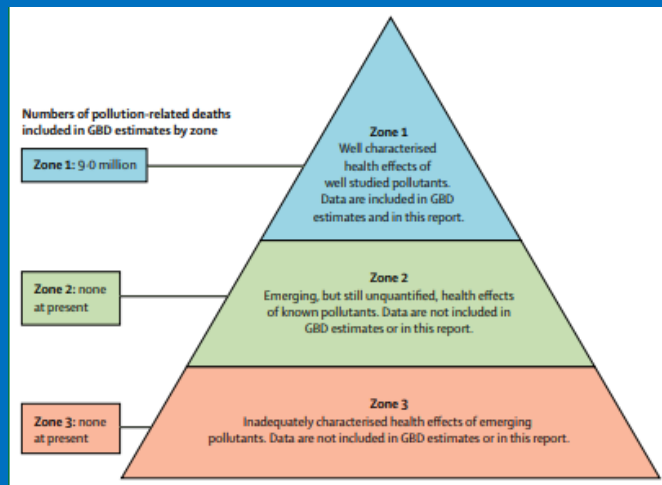 Numbers of pollution-related deaths
included in GBD estimates by zone
Zone 1: 9·0 million
Zone 2: none
at present
Zone 3: none
at present
Zone 1
Well characterised
health effects of
well studied pollutants.
Data are included in GBD
estimates and in this report.
Zone 2
Emerging, but still unquantified, health effects
of known pollutants. Data are not included in
GBD estimates or in this report.
Zone 3
Inadequately characterised health effects of emerging
pollutants. Data are not included in GBD estimates or in this report.